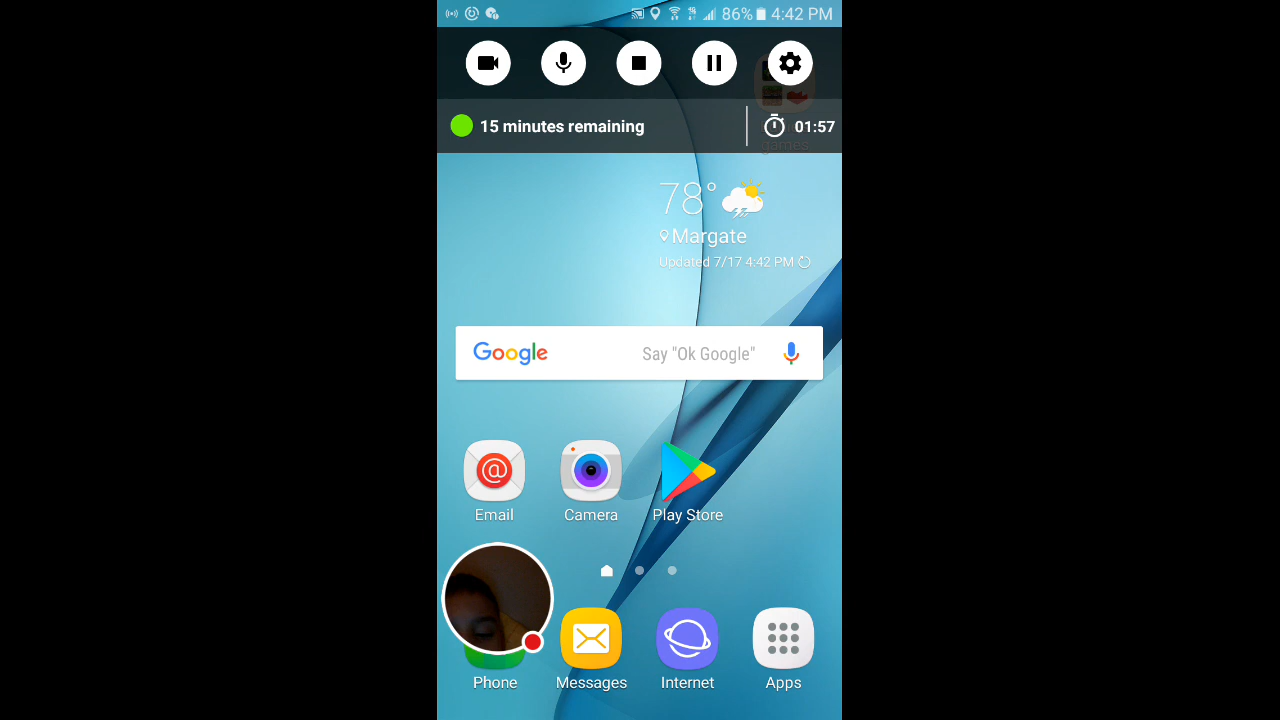 86% 4:42 PM
15 minutes remaining 01:57
games
78°
Margate
Updated 7/17 4:42 PM
Google Say "Ok Google"
Email Camera Play Store
Phone Messages Internet Apps